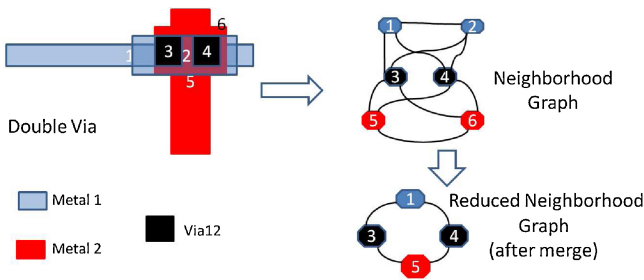 6
1
3
2
4
5
Double Via
Metal 1
Metal 2
Via12
1
2
3
4
5
6
Neighborhood
Graph
1
3
4
5
Reduced Neighborhood
Graph
(after merge)